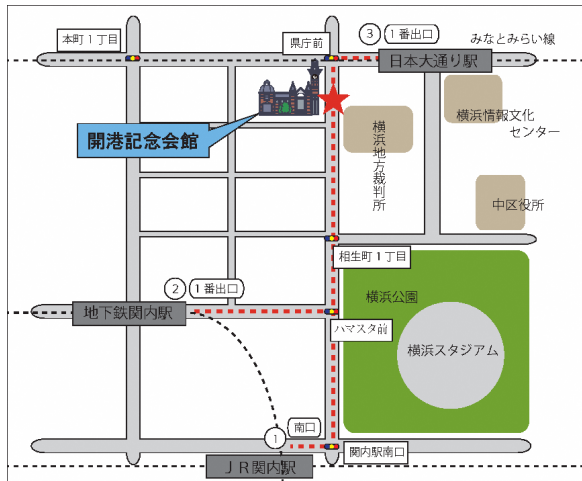 本町1丁目
県庁前
③
1番出口
みなとみらい線
日本大通り駅
開港記念会館
横浜地方裁判所
横浜情報文化
センター
中区役所
相生町1丁目
②
1番出口
地下鉄関内駅
ハマスタ前
横浜公園
横浜スタジアム
①
南口
関内駅南口
JR関内駅